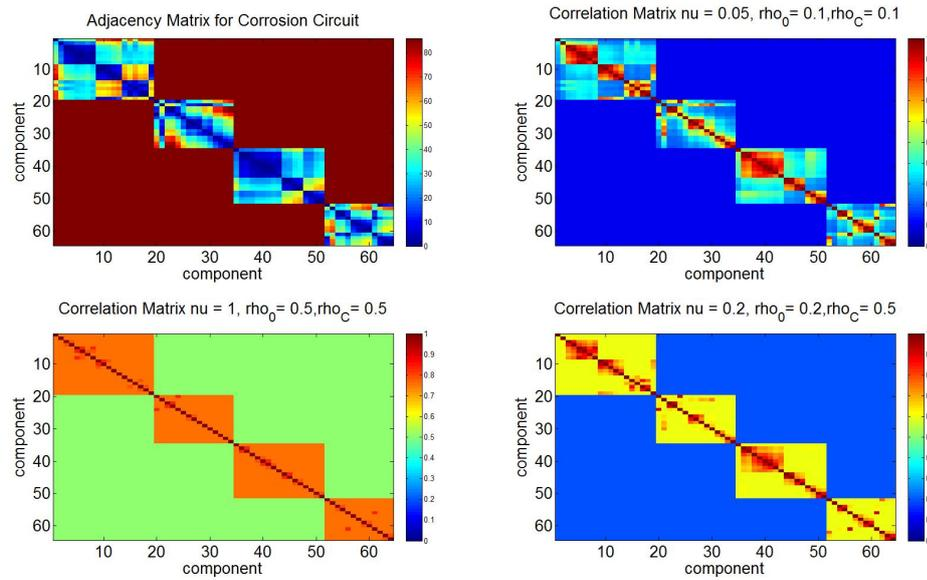 Adjacency Matrix for Corrosion Circuit
component
10
20
30
40
50
60
10 20 30 40 50 60
component
80
70
60
50
40
30
20
10
0
Correlation Matrix nu = 0.05, rho0= 0.1,rhoC= 0.1
component
10
20
30
40
50
60
10 20 30 40 50 60
component
Correlation Matrix nu = 1, rho0= 0.5,rhoC= 0.5
component
10
20
30
40
50
60
10 20 30 40 50 60
component
1
0.9
0.8
0.7
0.6
0.5
0.4
0.3
0.2
0.1
0
Correlation Matrix nu = 0.2, rho0= 0.2,rhoC= 0.5
component
10
20
30
40
50
60
10 20 30 40 50 60
component